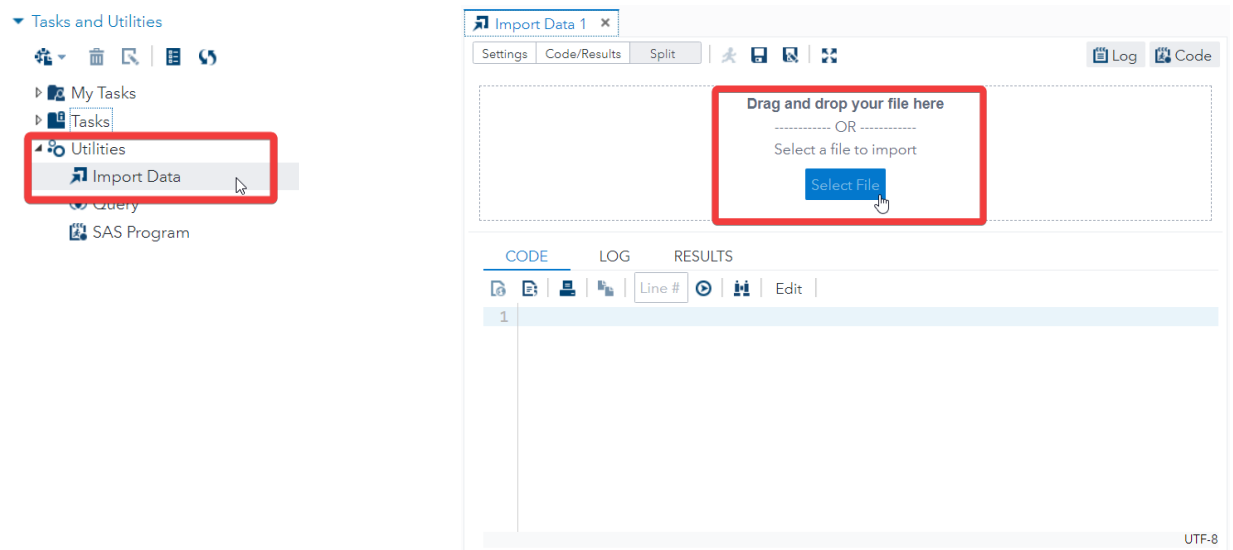 Tasks and Utilities
My Tasks
Tasks
Utilities
Import Data
Query
SAS Program
Import Data 1
Settings Code/Results Split Log Code
Drag and drop your file here
------------ OR ------------
Select a file to import
Select File
CODE LOG RESULTS
Line # Edit
1
UTF-8